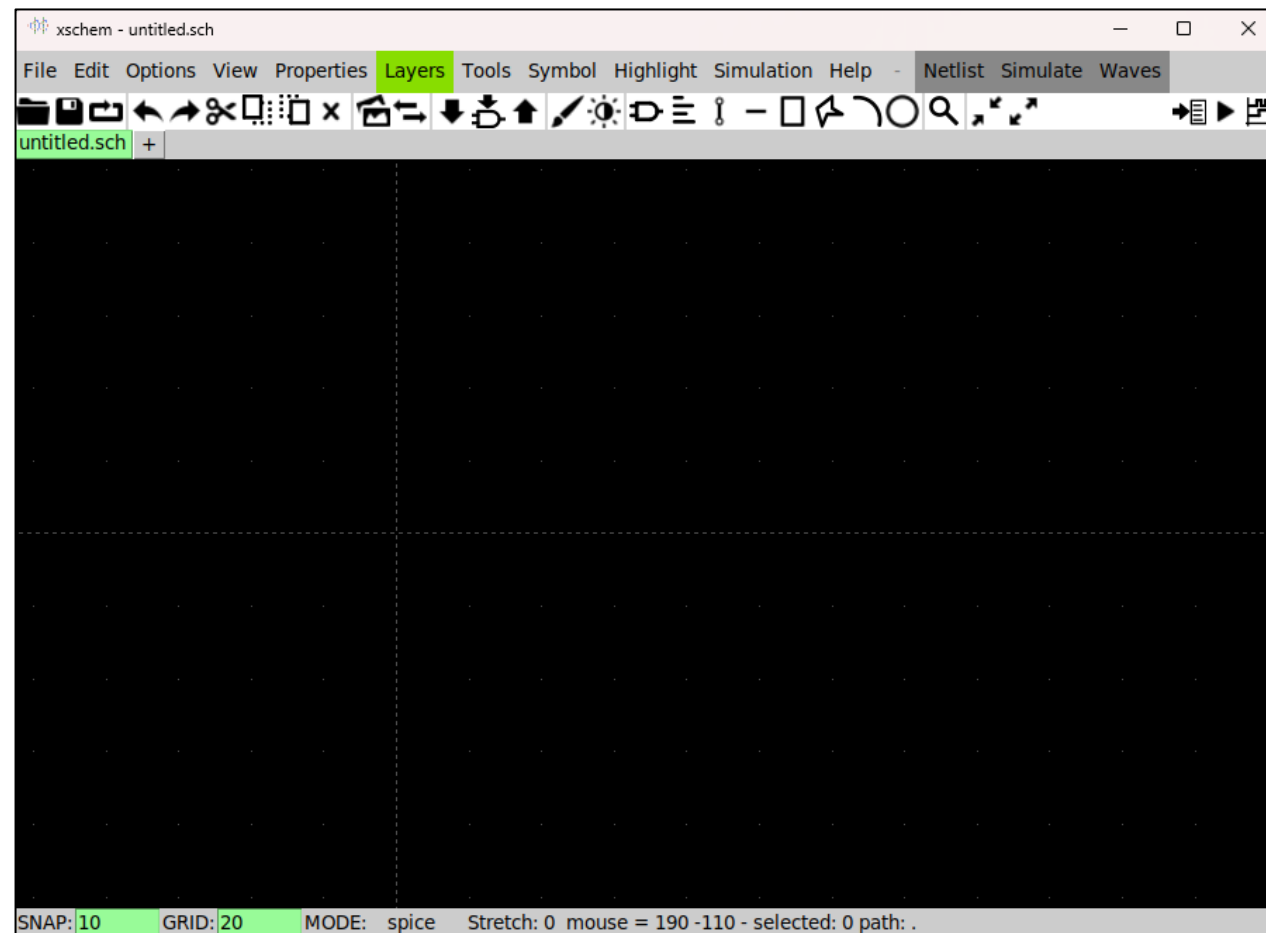 xschem - untitled.sch
File Edit Options View Properties Layers Tools Symbol Highlight Simulation Help - Netlist Simulate Waves
untitled.sch +
SNAP: 10 GRID: 20 MODE: spice Stretch: 0 mouse = 190 -110 - selected: 0 path: .